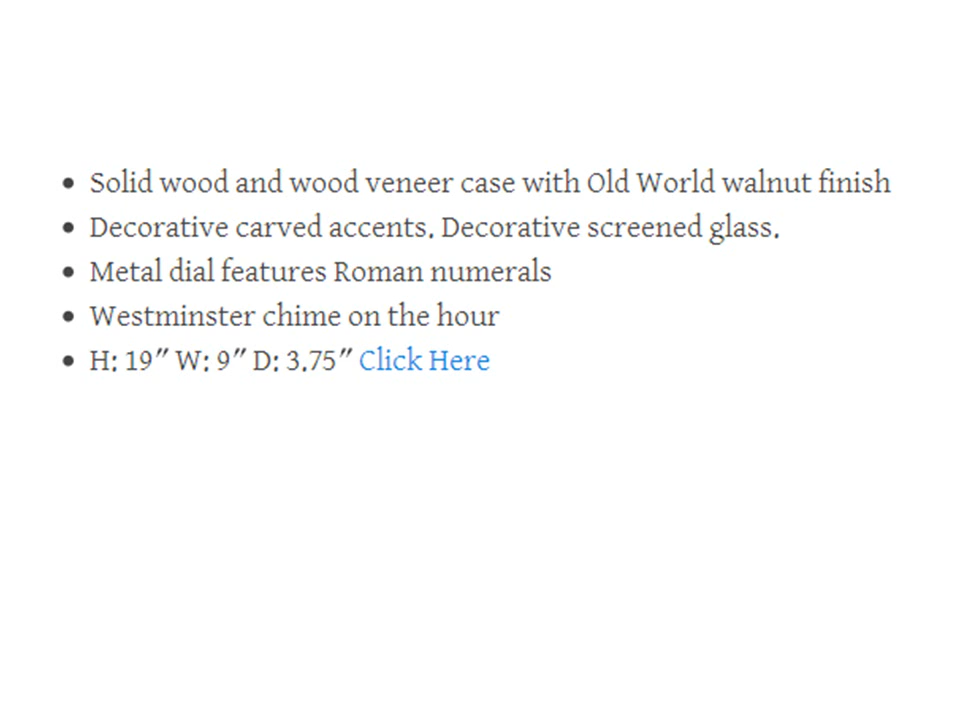 • Solid wood and wood veneer case with Old World walnut finish
• Decorative carved accents. Decorative screened glass.
• Metal dial features Roman numerals
• Westminster chime on the hour
• H: 19″ W: 9″ D: 3.75″ Click Here